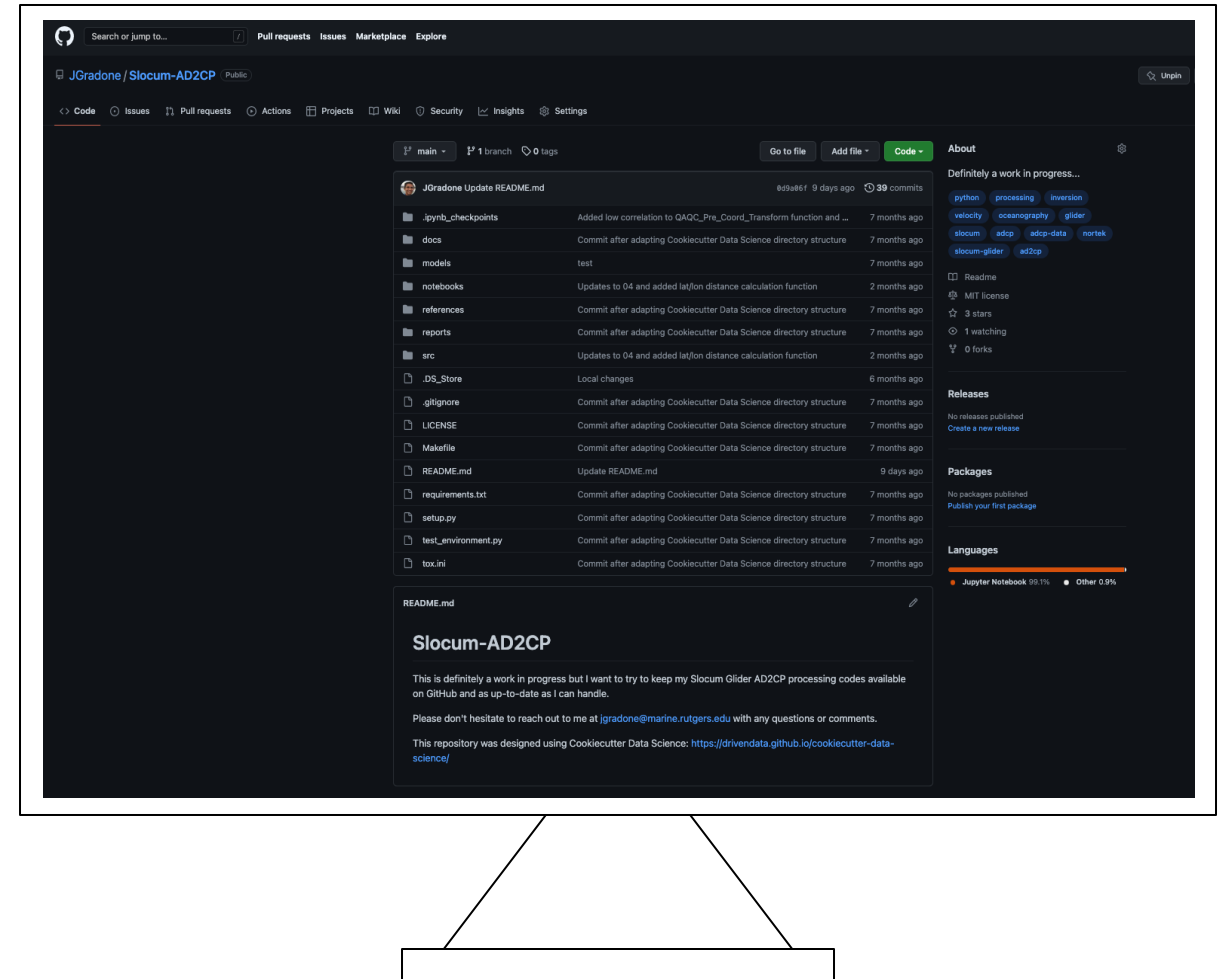 Search or jump to... / Pull requests Issues Marketplace Explore
JGradone / Slocum-AD2CP Public Unpin
Code Issues Pull requests Actions Projects Wiki Security Insights Settings
main 1 branch 0 tags Go to file Add file Code
JGradone Update README.md 0d9a06f 9 days ago 39 commits
.ipynb_checkpoints Added low correlation to QAQC_Pre_Coord_Transform function and ... 7 months ago
docs Commit after adapting Cookiecutter Data Science directory structure 7 months ago
models test 7 months ago
notebooks Updates to 04 and added lat/lon distance calculation function 2 months ago
references Commit after adapting Cookiecutter Data Science directory structure 7 months ago
reports Commit after adapting Cookiecutter Data Science directory structure 7 months ago
src Updates to 04 and added lat/lon distance calculation function 2 months ago
.DS_Store Local changes 6 months ago
.gitignore Commit after adapting Cookiecutter Data Science directory structure 7 months ago
LICENSE Commit after adapting Cookiecutter Data Science directory structure 7 months ago
Makefile Commit after adapting Cookiecutter Data Science directory structure 7 months ago
README.md Update README.md 9 days ago
requirements.txt Commit after adapting Cookiecutter Data Science directory structure 7 months ago
setup.py Commit after adapting Cookiecutter Data Science directory structure 7 months ago
test_environment.py Commit after adapting Cookiecutter Data Science directory structure 7 months ago
tox.ini Commit after adapting Cookiecutter Data Science directory structure 7 months ago
README.md
Slocum-AD2CP
This is definitely a work in progress but I want to try to keep my Slocum Glider AD2CP processing codes available
on GitHub and as up-to-date as I can handle.
Please don't hesitate to reach out to me at jgradone@marine.rutgers.edu with any questions or comments.
This repository was designed using Cookiecutter Data Science: https://drivendata.github.io/cookiecutter-data-
science/
About
Definitely a work in progress...
python processing inversion
velocity oceanography glider
slocum adcp adcp-data nortek
slocum-glider ad2cp
Readme
MIT license
3 stars
1 watching
0 forks
Releases
No releases published
Create a new release
Packages
No packages published
Publish your first package
Languages
Jupyter Notebook 99.1% Other 0.9%